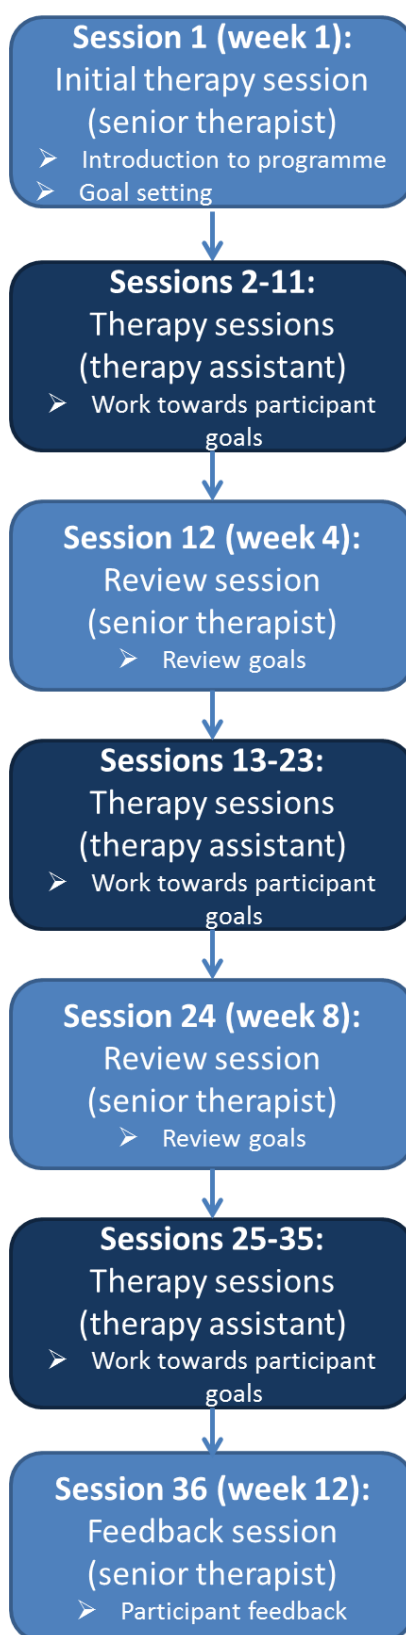 Session 1 (week 1):
Initial therapy session
(senior therapist)
➢ Introduction to programme
➢ Goal setting
Sessions 2-11:
Therapy sessions
(therapy assistant)
➢ Work towards participant
goals
Session 12 (week 4):
Review session
(senior therapist)
➢ Review goals
Sessions 13-23:
Therapy sessions
(therapy assistant)
➢ Work towards participant
goals
Session 24 (week 8):
Review session
(senior therapist)
➢ Review goals
Sessions 25-35:
Therapy sessions
(therapy assistant)
➢ Work towards participant
goals
Session 36 (week 12):
Feedback session
(senior therapist)
➢ Participant feedback